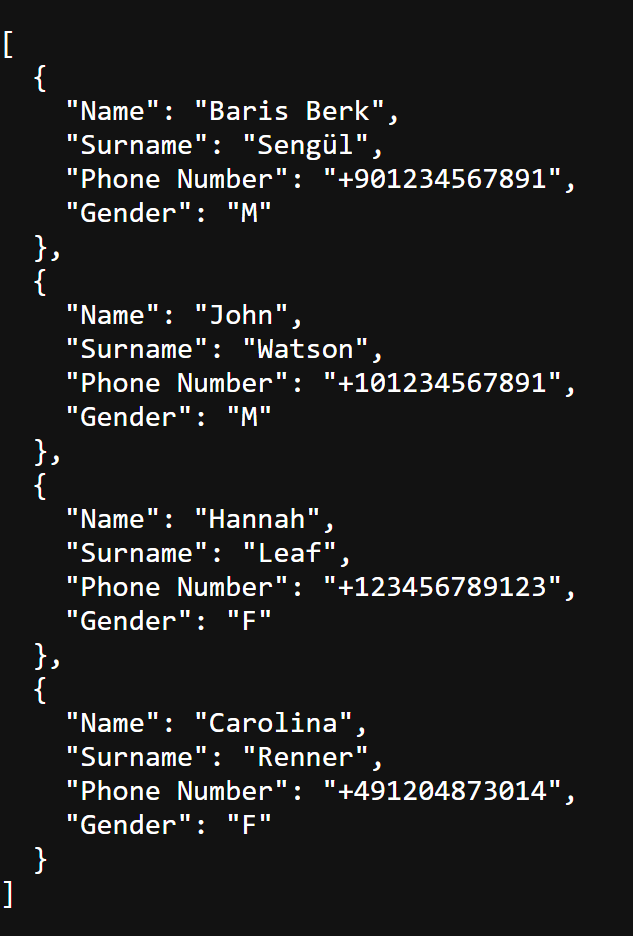 [
  {
    "Name": "Baris Berk",
    "Surname": "Sengül",
    "Phone Number": "+901234567891",
    "Gender": "M"
  },
  {
    "Name": "John",
    "Surname": "Watson",
    "Phone Number": "+101234567891",
    "Gender": "M"
  },
  {
    "Name": "Hannah",
    "Surname": "Leaf",
    "Phone Number": "+123456789123",
    "Gender": "F"
  },
  {
    "Name": "Carolina",
    "Surname": "Renner",
    "Phone Number": "+491204873014",
    "Gender": "F"
  }
]